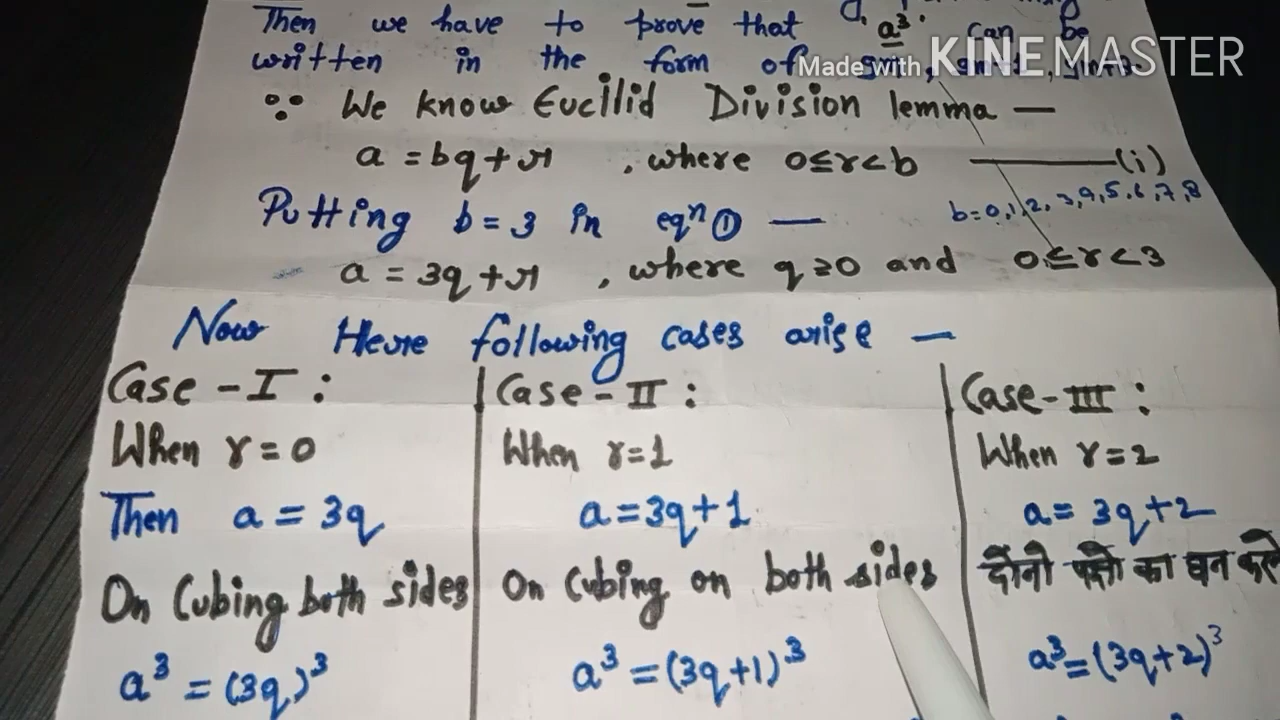 Then we have to prove that a³ can be
written in the form of
Made with KINEMASTER
∵ We know Eucilid Division lemma —
a = bq + r , where 0≤r<b —(i)
Putting b = 3 in eqⁿ ① —
b=0,1,2,3,4,5,6,7,8
a = 3q + r , where q ≥0 and 0≤r<3
Now Here following cases arise —
Case - I :
When r = 0
Then a = 3q
On Cubing both sides
a³ = (3q)³
Case - II :
When r=1
a = 3q+1
On Cubing on both sides
a³ = (3q+1)³
Case - III :
When r = 2
a = 3q+2
दोनो पक्षो का घन करने
a³ = (3q+2)³